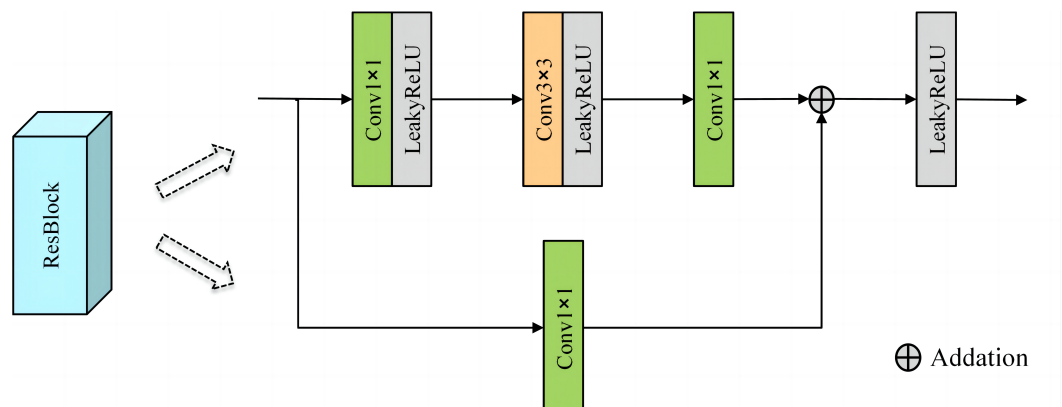 ResBlock
Conv1×1
LeakyReLU
Conv3×3
LeakyReLU
Conv1×1
LeakyReLU
Conv1×1
Addation